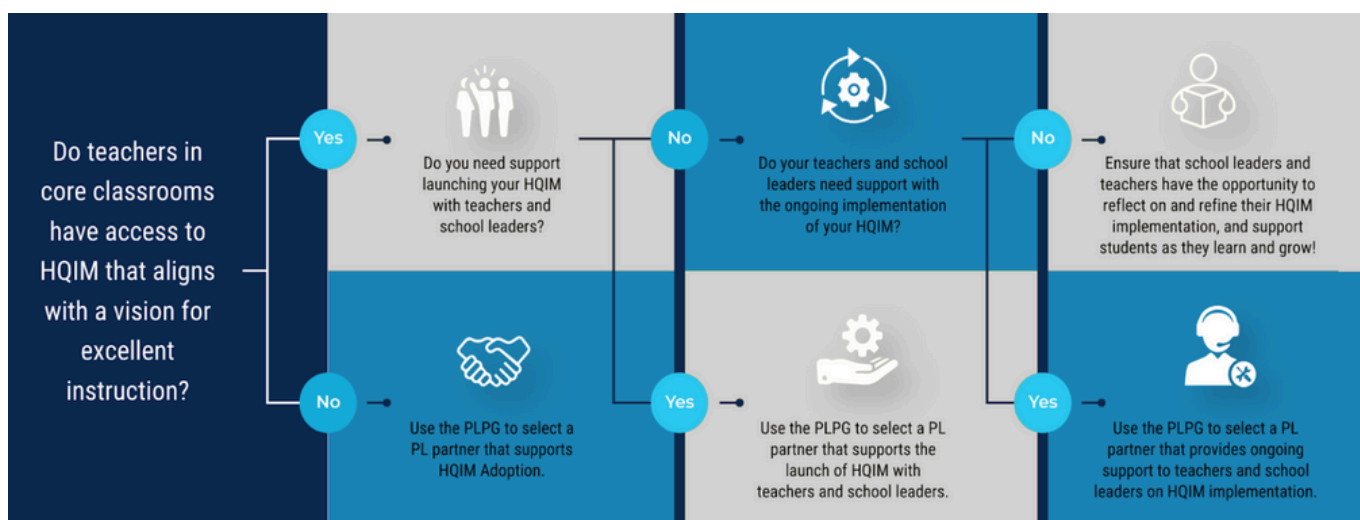 Do teachers in
core classrooms
have access to
HQIM that aligns
with a vision for
excellent
instruction?
Yes
Do you need support
launching your HQIM
with teachers and
school leaders?
No
Use the PLPG to select a
PL partner that supports
HQIM Adoption.
No
Do your teachers and school
leaders need support with
the ongoing implementation
of your HQIM?
Yes
Use the PLPG to select a PL
partner that supports the
launch of HQIM with
teachers and school leaders.
No
Ensure that school leaders and
teachers have the opportunity to
reflect on and refine their HQIM
implementation, and support
students as they learn and grow!
Yes
Use the PLPG to select a PL
partner that provides ongoing
support to teachers and school
leaders on HQIM implementation.